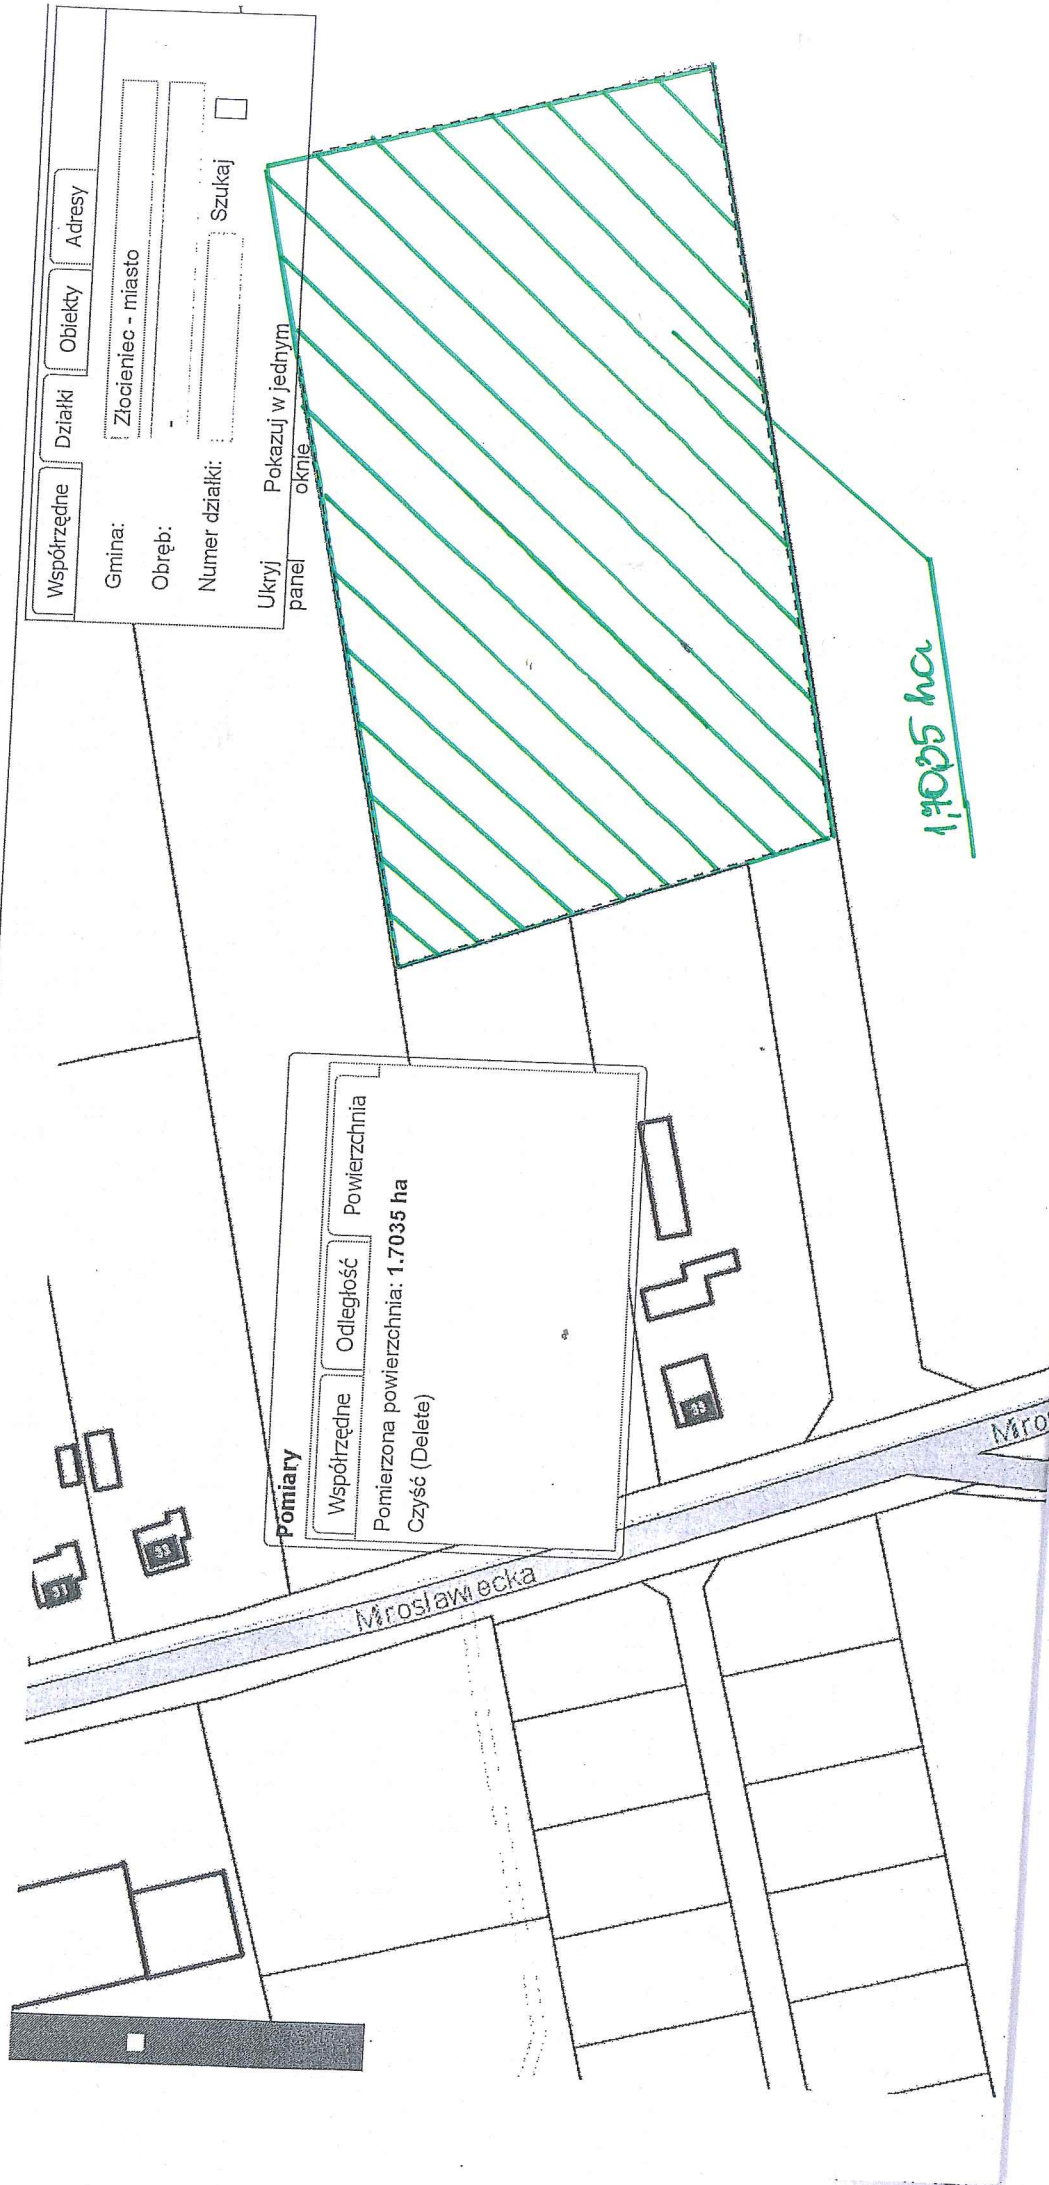 Współrzędne Działki Obiekty Adresy
Gmina: Złocieniec - miasto
Obręb: -
Numer działki: Szukaj
Ukryj panel
Pokazuj w jednym oknie
Pomiary
Współrzędne Odległość Powierzchnia
Pomierzona powierzchnia: 1.7035 ha
Czyść (Delete)
1,7035 ha
Mirosławiecka
Miro